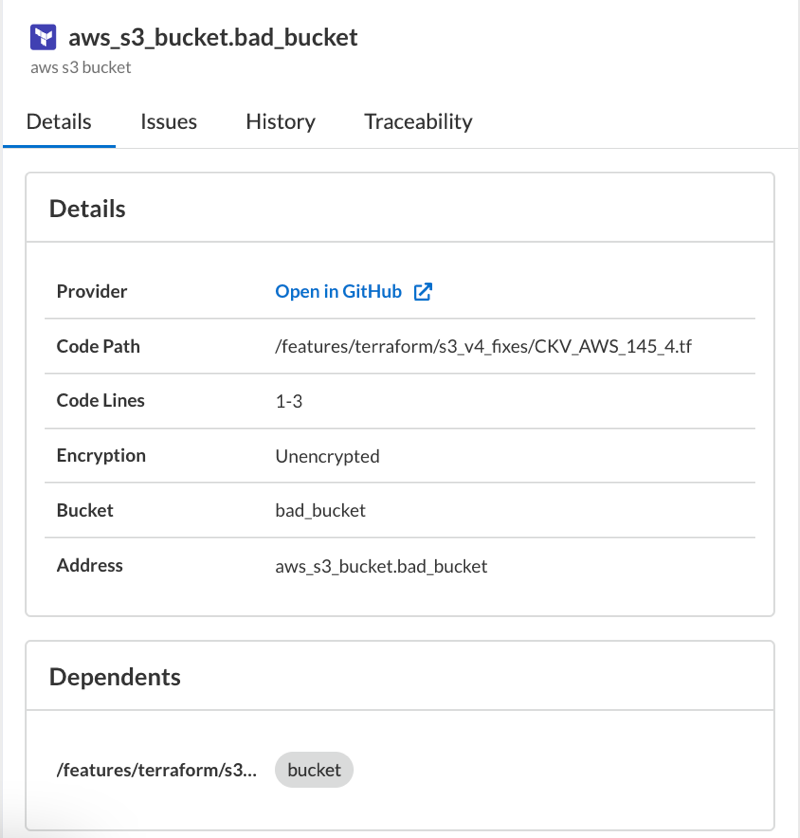 aws_s3_bucket.bad_bucket
aws s3 bucket
Details Issues History Traceability
Details
Provider Open in GitHub
Code Path /features/terraform/s3_v4_fixes/CKV_AWS_145_4.tf
Code Lines 1-3
Encryption Unencrypted
Bucket bad_bucket
Address aws_s3_bucket.bad_bucket
Dependents
/features/terraform/s3... bucket